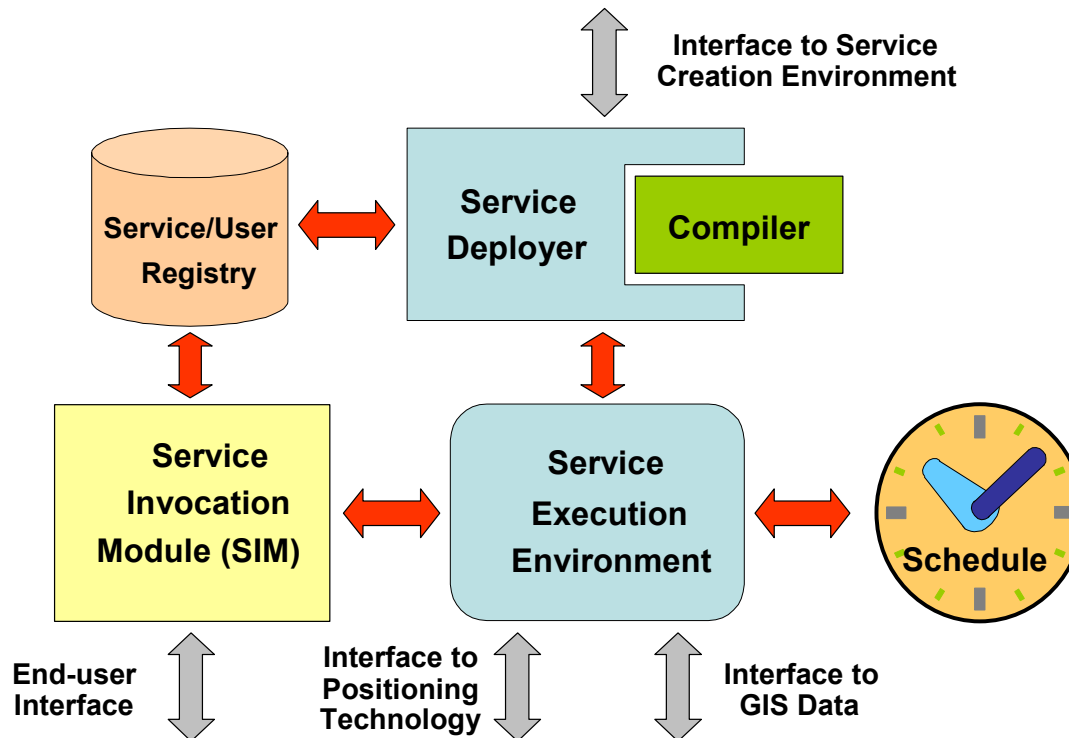 Interface to Service
Creation Environment
Service/User
Registry
Service
Deployer
Compiler
Service
Invocation
Module (SIM)
Service
Execution
Environment
Schedule
End-user
Interface
Interface to
Positioning
Technology
Interface to
GIS Data